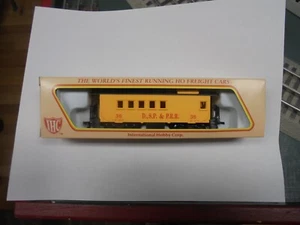 THE WORLD'S FINEST RUNNING HO FREIGHT CARS
D.S.P. & P.R.R.
IHC
International Hobby Corp.